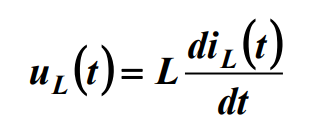 u_L(t) = L di_L(t)/dt